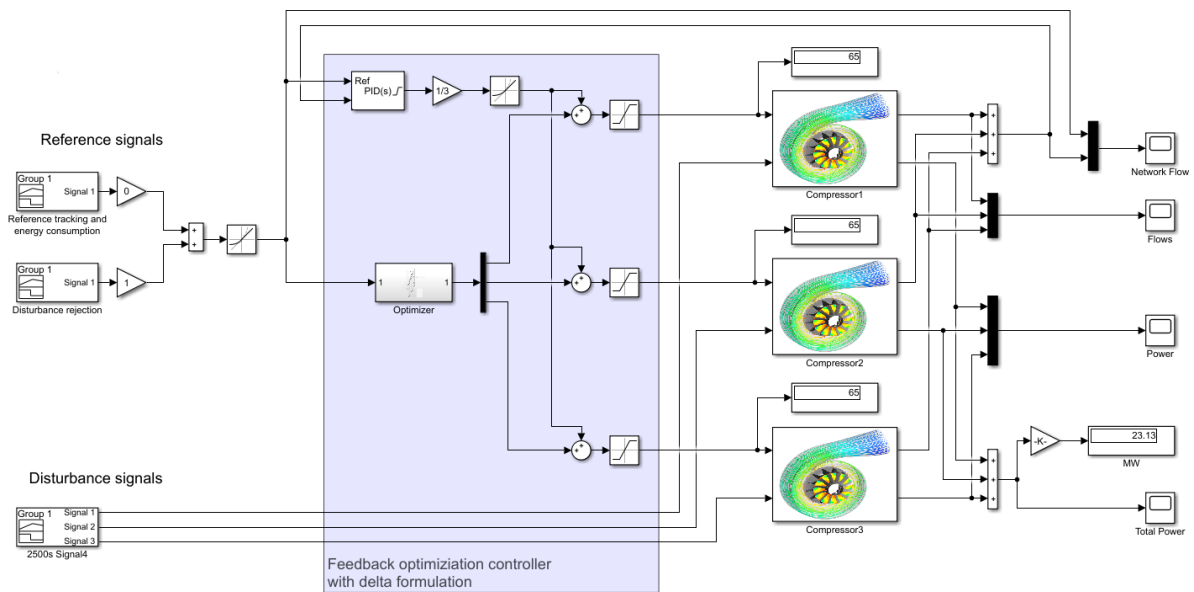 Ref
PID(s)
1/3
65
+
+
+
+
+
Compressor1
Network Flow
Reference signals
Group 1
Signal 1
0
Reference tracking and
energy consumption
+
+
Group 1
Signal 1
1
Disturbance rejection
1
1
Optimizer
+
+
65
Compressor2
Flows
Power
+
+
65
Compressor3
+
+
+
-K-
23.13
MW
Total Power
Disturbance signals
Group 1
Signal 1
Signal 2
Signal 3
2500s Signal4
Feedback optimiziation controller
with delta formulation